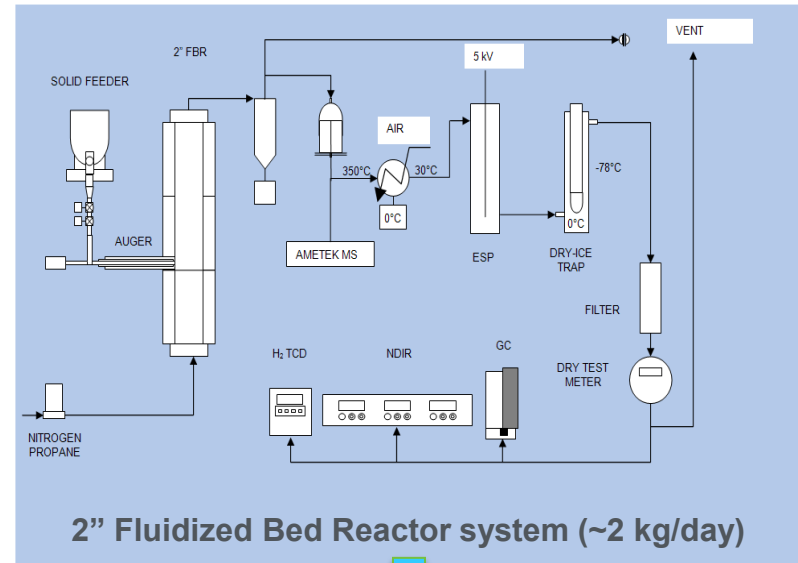 VENT
2" FBR
5 kV
SOLID FEEDER
AIR
350°C
30°C
-78°C
0°C
0°C
AUGER
AMETEK MS
ESP
DRY-ICE
TRAP
FILTER
H₂ TCD
NDIR
GC
DRY TEST
METER
NITROGEN
PROPANE
2” Fluidized Bed Reactor system (~2 kg/day)